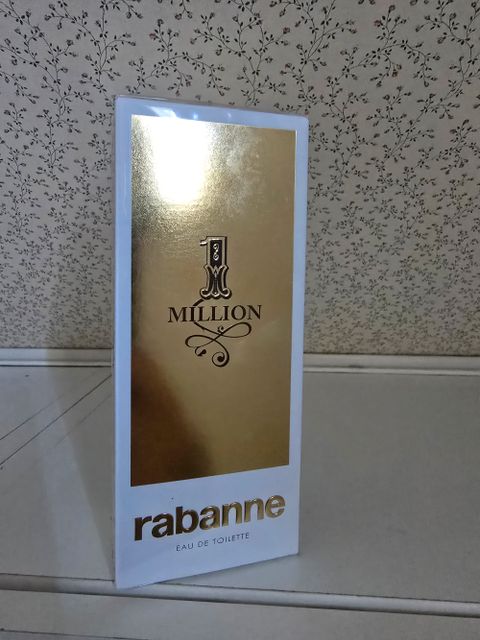 1
MILLION
rabanne
EAU DE TOILETTE